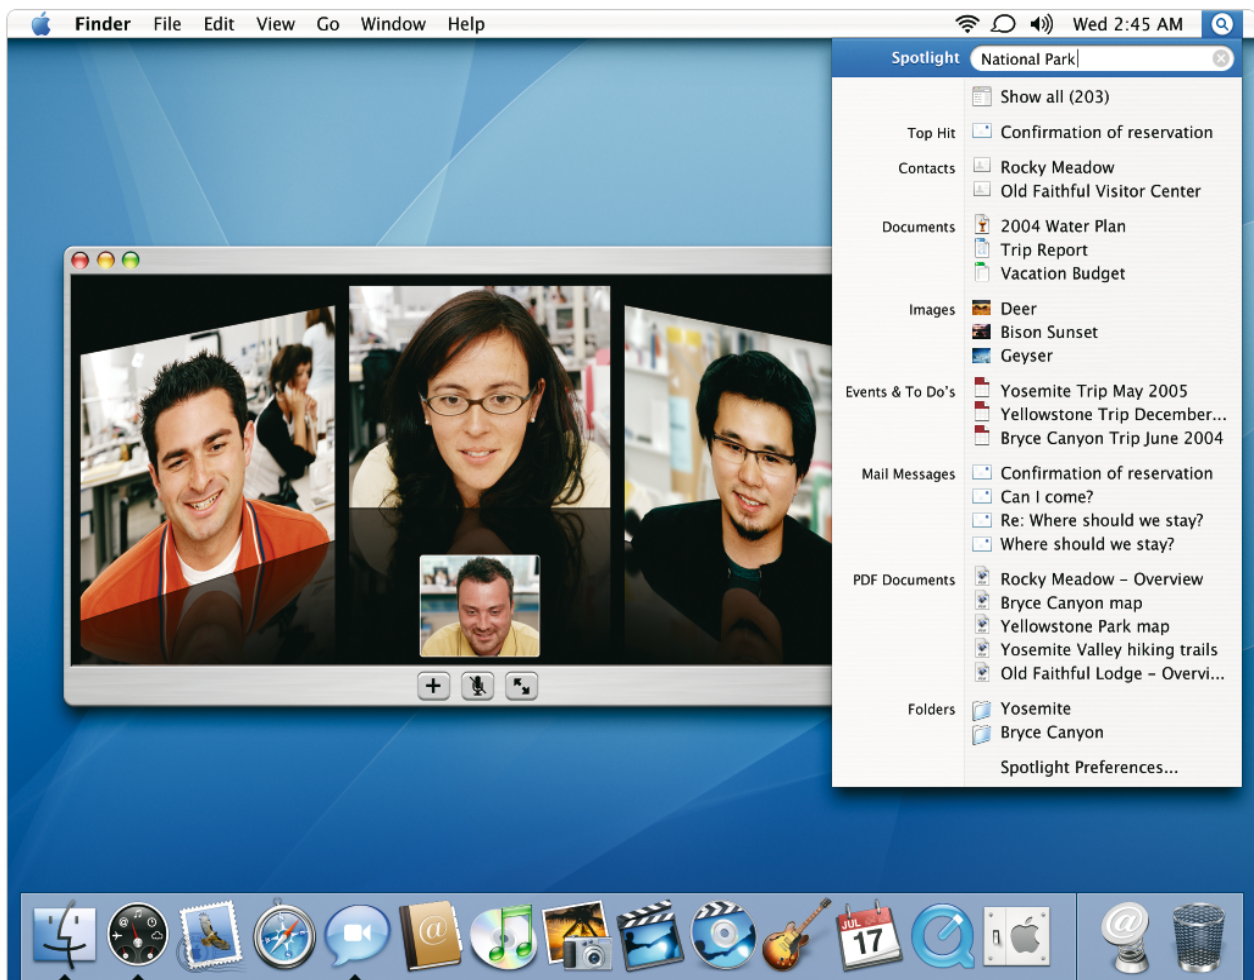 Finder File Edit View Go Window Help Wed 2:45 AM
Spotlight National Park
Show all (203)
Top Hit Confirmation of reservation
Contacts Rocky Meadow
Old Faithful Visitor Center
Documents 2004 Water Plan
Trip Report
Vacation Budget
Images Deer
Bison Sunset
Geyser
Events & To Do's Yosemite Trip May 2005
Yellowstone Trip December...
Bryce Canyon Trip June 2004
Mail Messages Confirmation of reservation
Can I come?
Re: Where should we stay?
Where should we stay?
PDF Documents Rocky Meadow – Overview
Bryce Canyon map
Yellowstone Park map
Yosemite Valley hiking trails
Old Faithful Lodge – Overvi...
Folders Yosemite
Bryce Canyon
Spotlight Preferences...
@ @ @
JUL
17